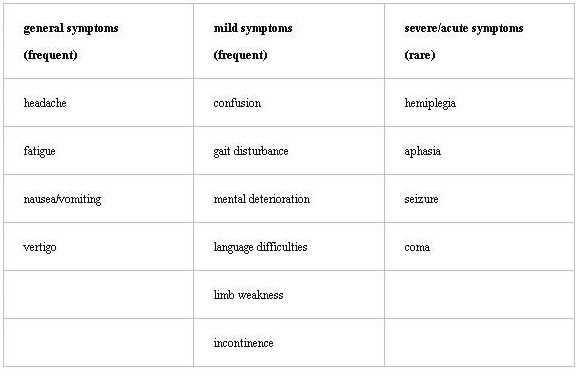 general symptoms mild symptoms severe/acute symptoms
(frequent) (frequent) (rare)
headache confusion hemiplegia
fatigue gait disturbance aphasia
nausea/vomiting mental deterioration seizure
vertigo language difficulties coma
limb weakness
incontinence